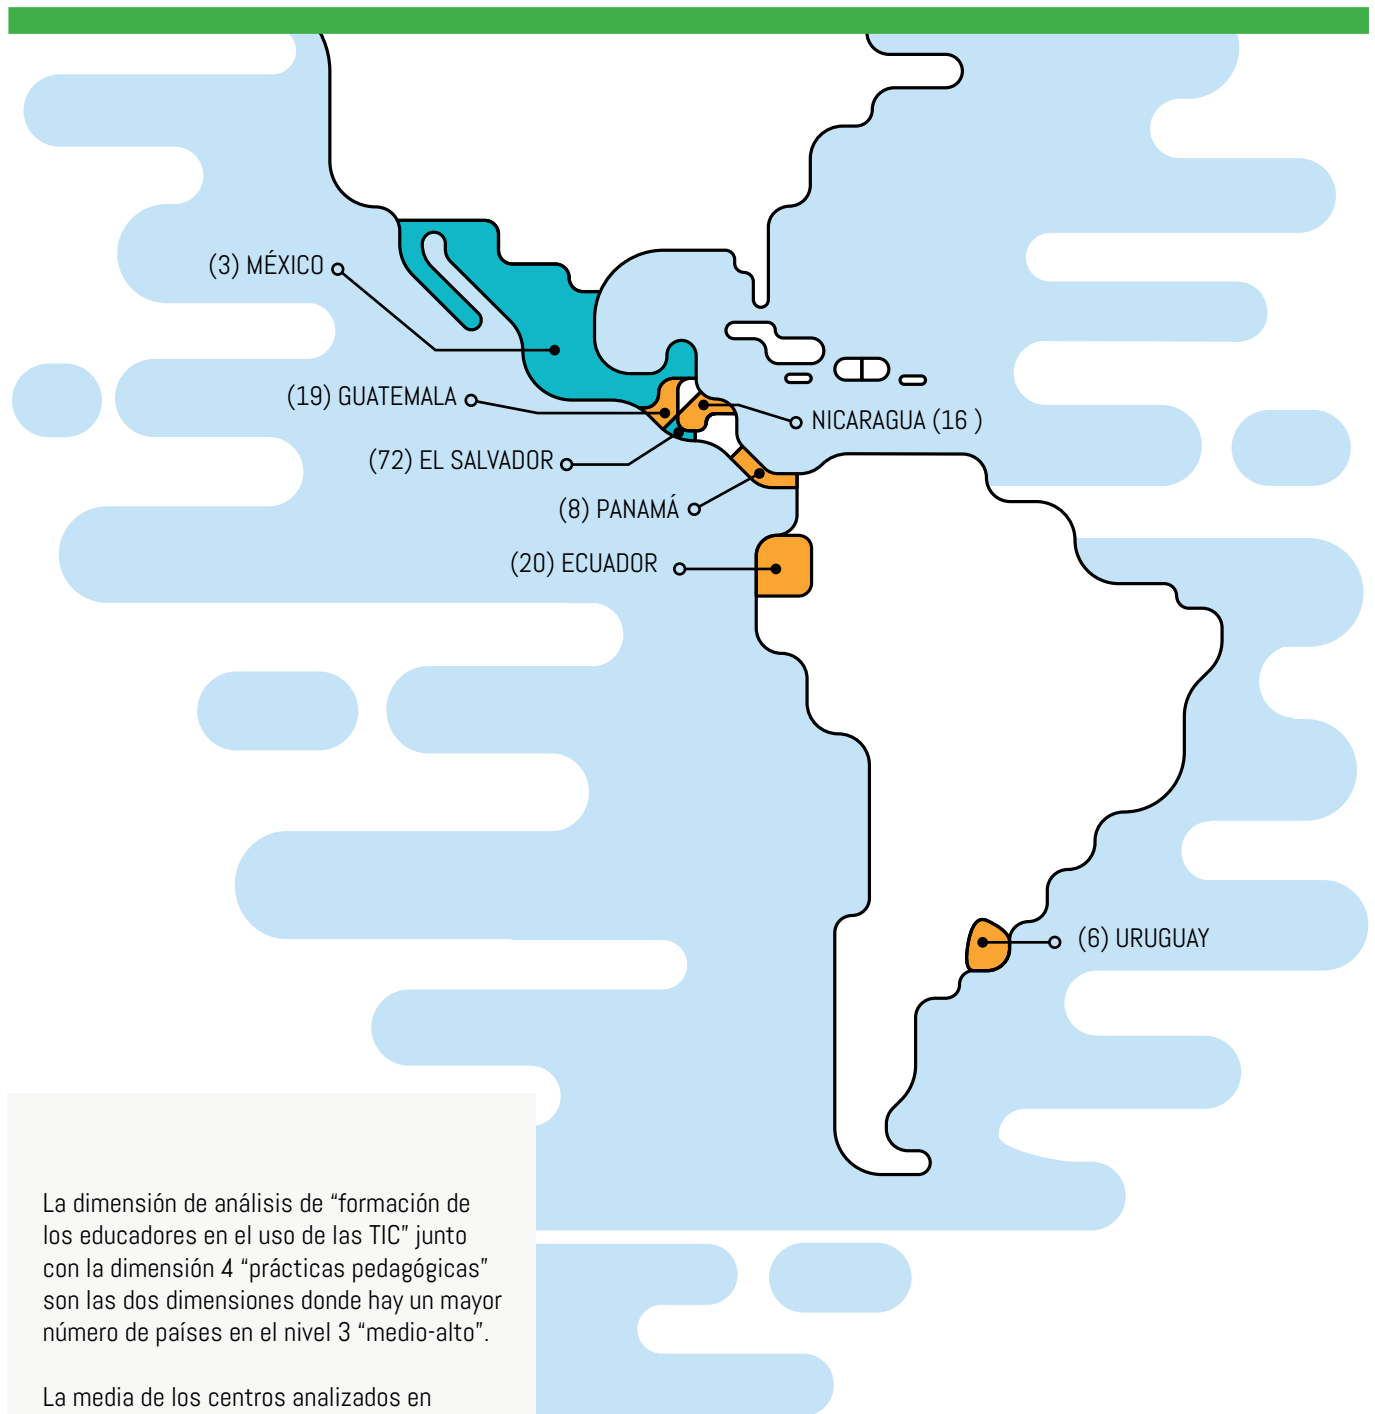 (3) MÉXICO
(19) GUATEMALA
NICARAGUA (16 )
(72) EL SALVADOR
(8) PANAMÁ
(20) ECUADOR
(6) URUGUAY
La dimensión de análisis de “formación de
los educadores en el uso de las TIC” junto
con la dimensión 4 “prácticas pedagógicas”
son las dos dimensiones donde hay un mayor
número de países en el nivel 3 “medio-alto”.
La media de los centros analizados en